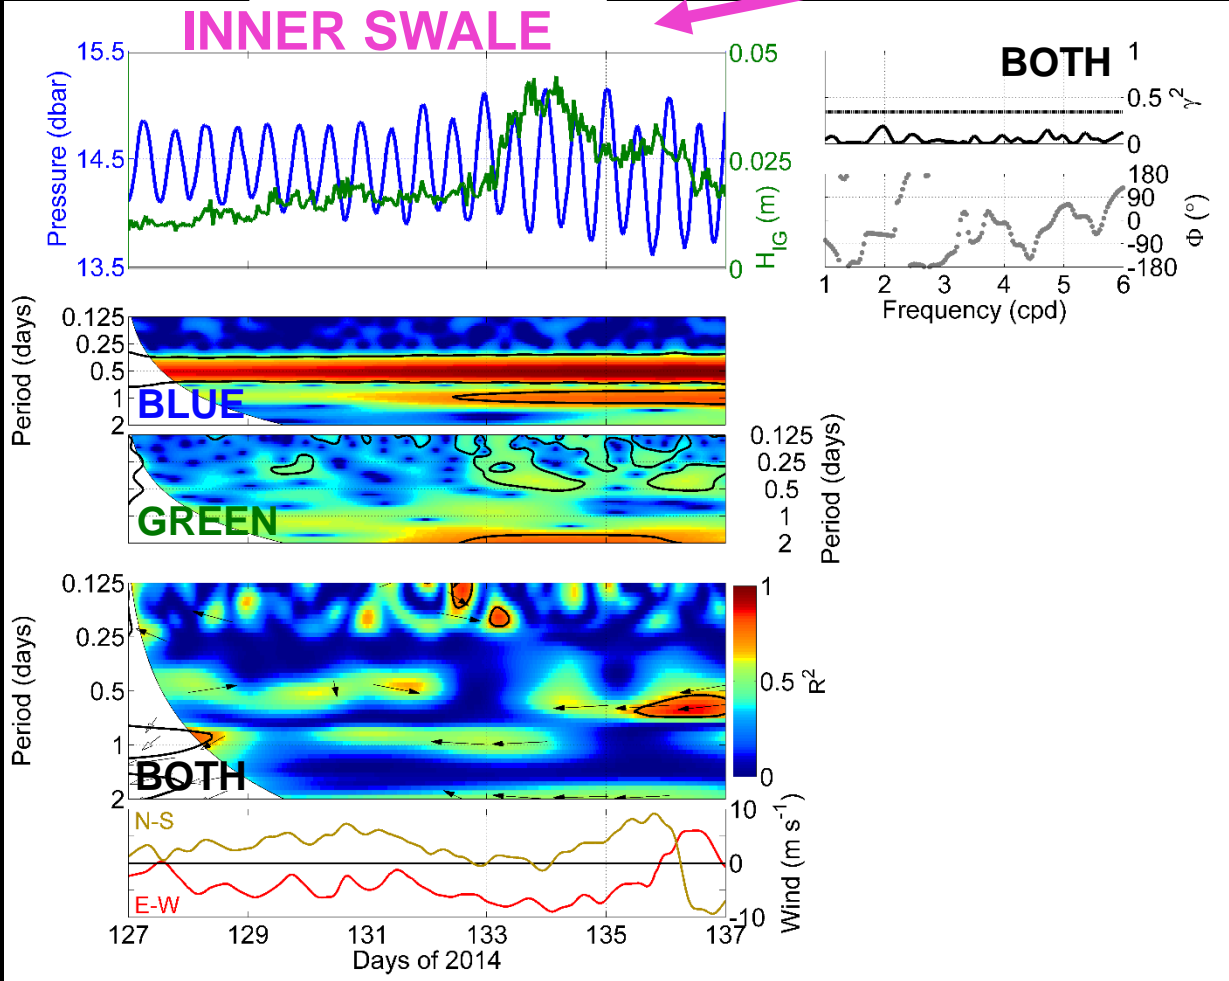 INNER SWALE
15.5
14.5
13.5
Pressure (dbar)
0.05
0.025
0
H_IG (m)
BOTH
1
0.5
0
γ²
180
90
0
-90
-180
Φ (°)
1 2 3 4 5 6
Frequency (cpd)
0.125
0.25
0.5
1
2
Period (days)
BLUE
GREEN
0.125
0.25
0.5
1
2
Period (days)
0.125
0.25
0.5
1
2
Period (days)
BOTH
1
0.5
0
R²
N-S
E-W
10
0
-10
Wind (m s⁻¹)
127 129 131 133 135 137
Days of 2014